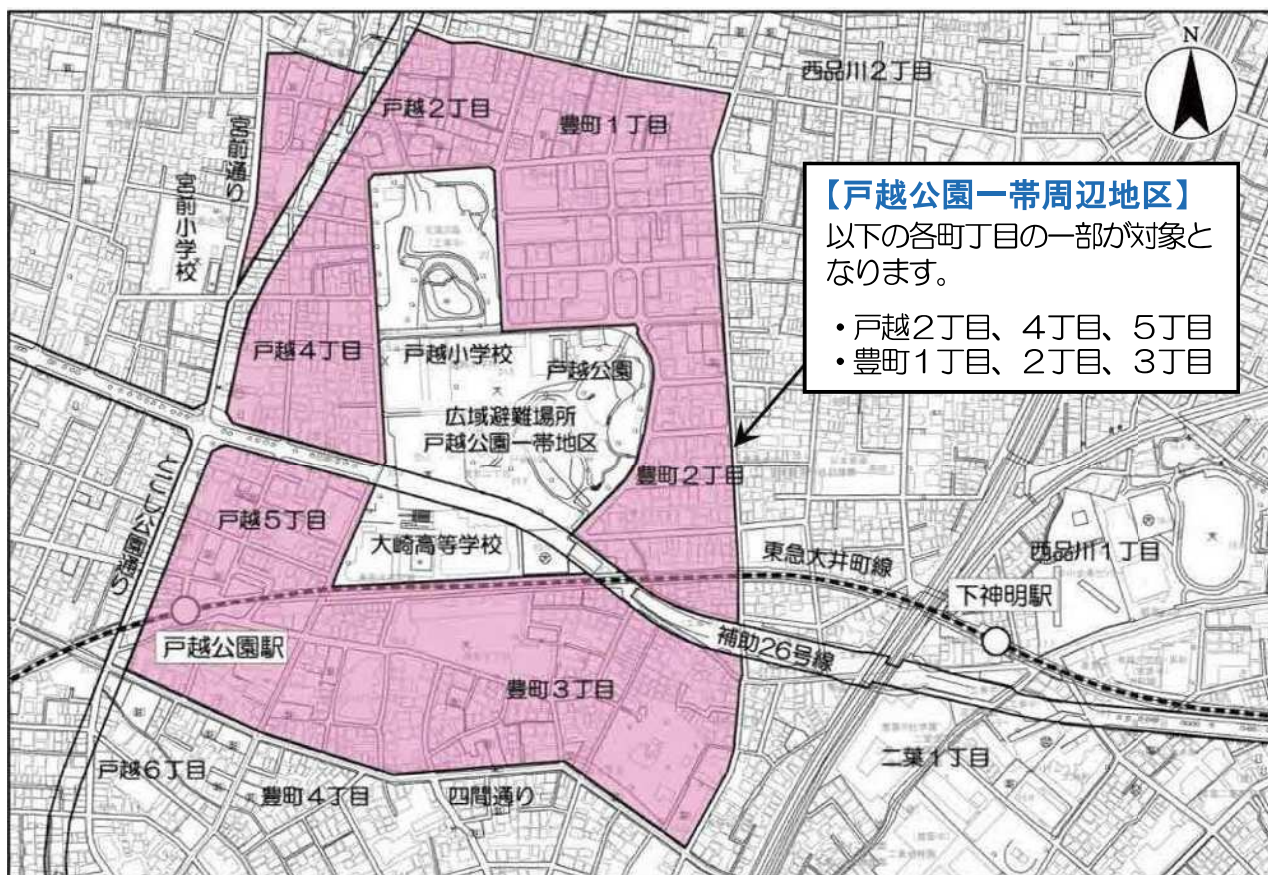 N
西品川2丁目
戸越2丁目
豊町1丁目
宮前通り
宮前小学校
【戸越公園一帯周辺地区】
以下の各町丁目の一部が対象と
なります。
・戸越2丁目、4丁目、5丁目
・豊町1丁目、2丁目、3丁目
戸越4丁目
戸越小学校
戸越公園
広域避難場所
戸越公園一帯地区
豊町2丁目
戸越5丁目
大崎高等学校
西品川1丁目
東急大井町線
下神明駅
戸越公園駅
補助26号線
豊町3丁目
二葉1丁目
戸越6丁目
豊町4丁目
四間通り